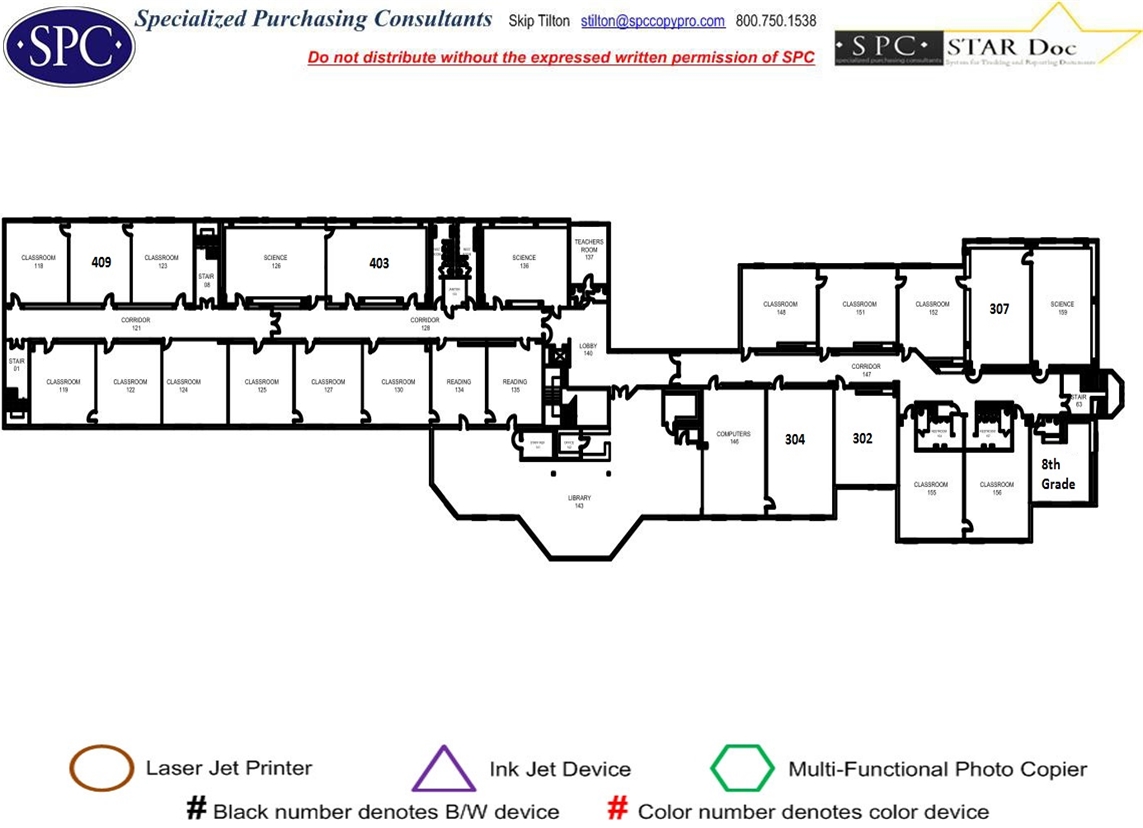 SPC
Specialized Purchasing Consultants Skip Tilton stilton@spccopypro.com 800.750.1538
Do not distribute without the expressed written permission of SPC
· S P C · STAR Doc
specialized purchasing consultants System for Tracking and Reporting Documents
CLASSROOM
118
409
CLASSROOM
123
STAIR
08
SCIENCE
126
403
SCIENCE
136
TEACHERS
ROOM
137
CORRIDOR
121
CORRIDOR
128
LOBBY
140
STAIR
01
CLASSROOM
119
CLASSROOM
122
CLASSROOM
124
CLASSROOM
125
CLASSROOM
127
CLASSROOM
130
READING
134
READING
135
CLASSROOM
148
CLASSROOM
151
CLASSROOM
152
307
SCIENCE
159
CORRIDOR
147
STAIR
63
COMPUTERS
146
304
302
CLASSROOM
155
CLASSROOM
156
8th
Grade
LIBRARY
143
Laser Jet Printer
Ink Jet Device
Multi-Functional Photo Copier
# Black number denotes B/W device
# Color number denotes color device